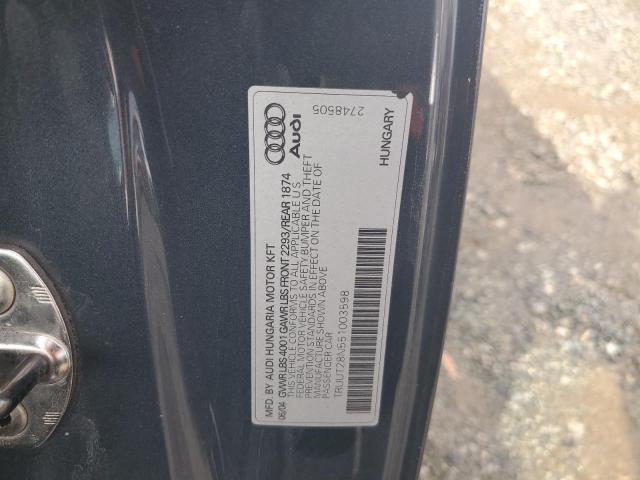 Audi
2748505
HUNGARY
MFD. BY AUDI HUNGARIA MOTOR KFT
06/04 GVWR LBS 4001 GAWR LBS FRONT 2293/REAR 1874
THIS VEHICLE CONFORMS TO ALL APPLICABLE U S
FEDERAL MOTOR VEHICLE SAFETY BUMPER AND THEFT
PREVENTION STANDARDS IN EFFECT ON THE DATE OF
MANUFACTURE SHOWN ABOVE
PASSENGER CAR
TRUUT28N551003598